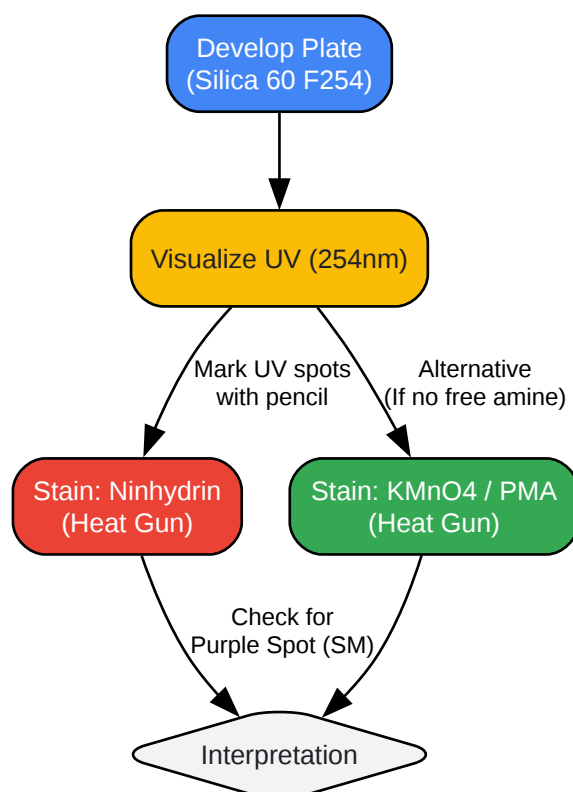 Develop Plate
(Silica 60 F254)
Visualize UV (254nm)
Mark UV spots
with pencil
Alternative
(If no free amine)
Stain: Ninhydrin
(Heat Gun)
Stain: KMnO4 / PMA
(Heat Gun)
Check for
Purple Spot (SM)
Interpretation